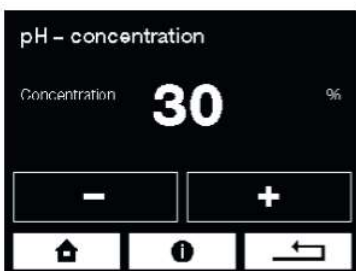 pH – concentration
Concentration 30 %
– +
i